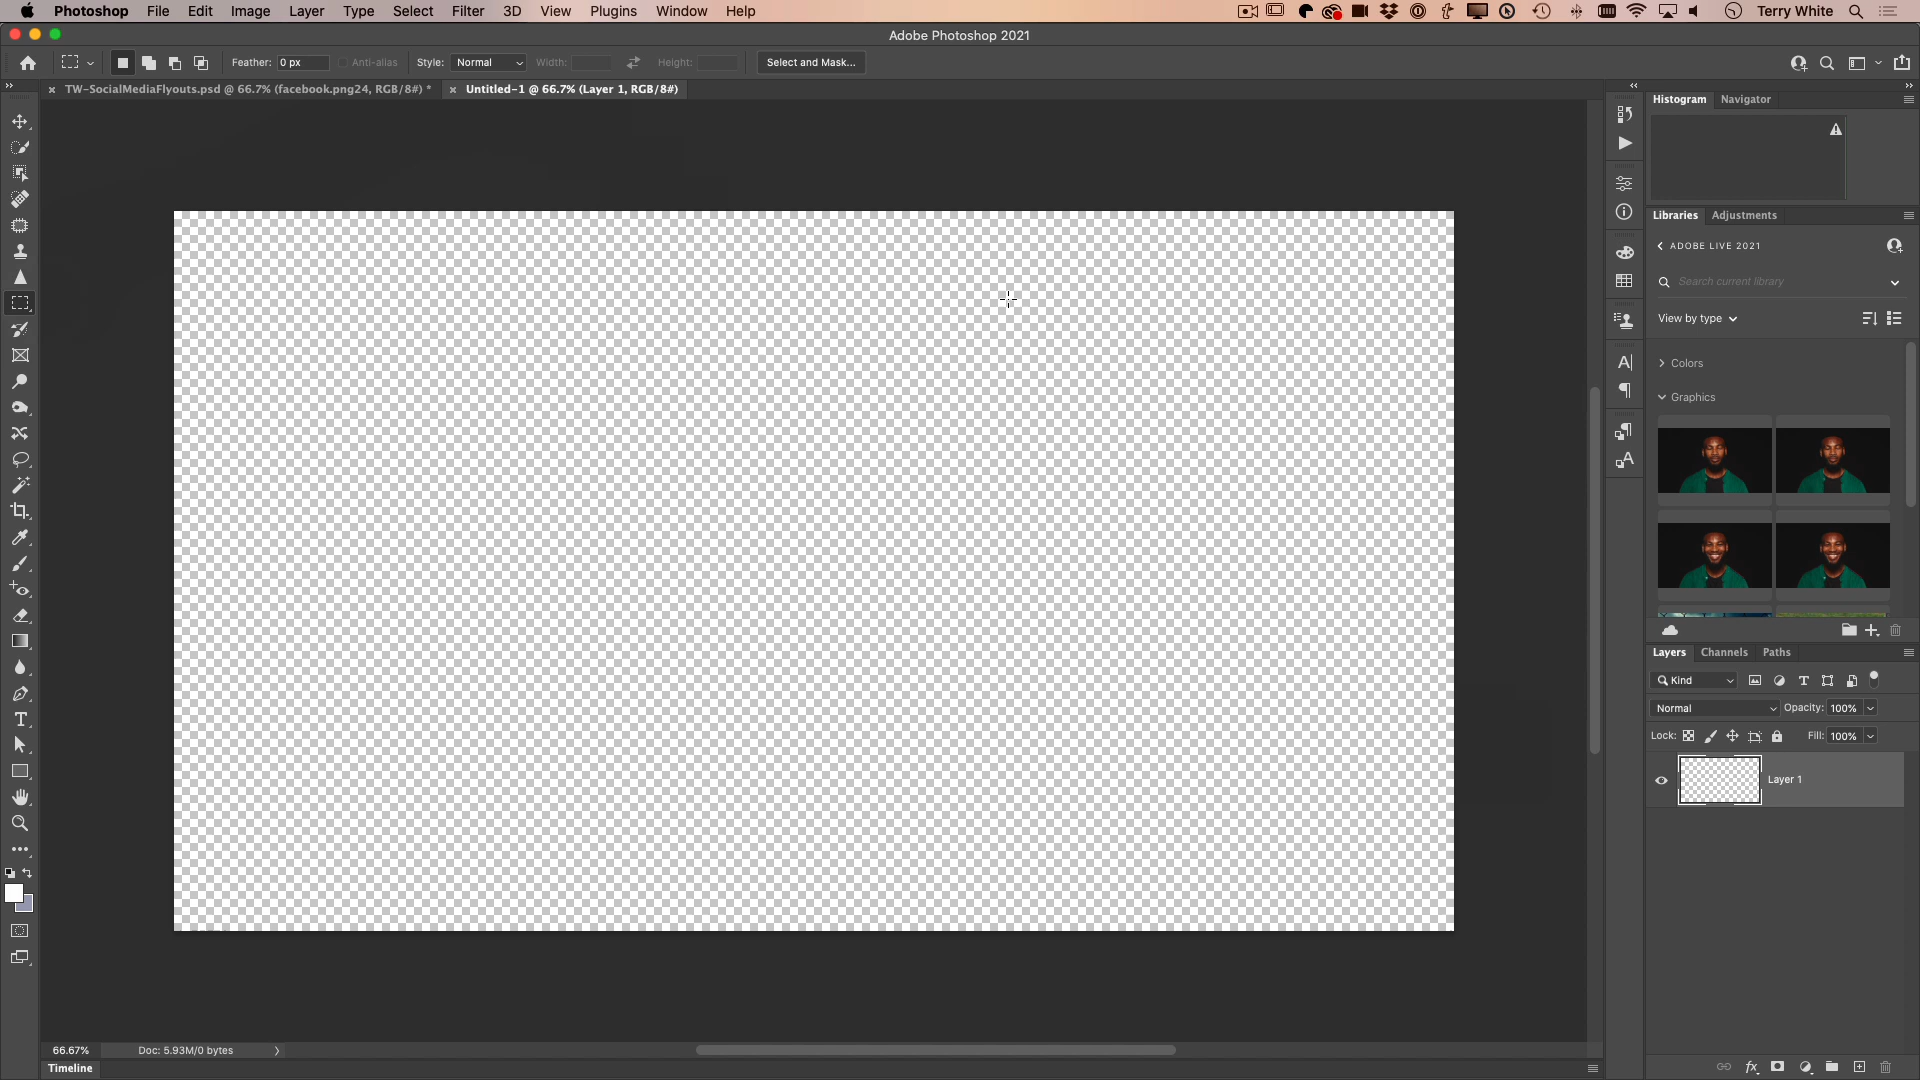 Photoshop File Edit Image Layer Type Select Filter 3D View Plugins Window Help Terry White
Adobe Photoshop 2021
Feather: 0 px Anti-alias Style: Normal Width: Height: Select and Mask...
TW-SocialMediaFlyouts.psd @ 66.7% (facebook.png24, RGB/8#) * Untitled-1 @ 66.7% (Layer 1, RGB/8#)
Histogram Navigator
Libraries Adjustments
ADOBE LIVE 2021
Search current library
View by type
Colors
Graphics
Layers Channels Paths
Kind
Normal Opacity: 100%
Lock: Fill: 100%
Layer 1
66.67% Doc: 5.93M/0 bytes
Timeline